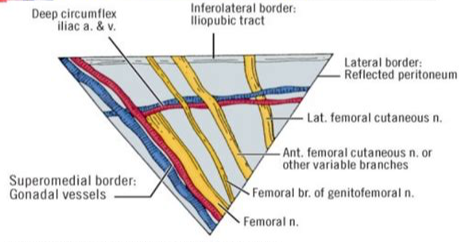 Deep circumflex
iliac a. & v.
Inferolateral border:
Iliopubic tract
Lateral border:
Reflected peritoneum
Lat. femoral cutaneous n.
Ant. femoral cutaneous n. or
other variable branches
Femoral br. of genitofemoral n.
Femoral n.
Superomedial border:
Gonadal vessels